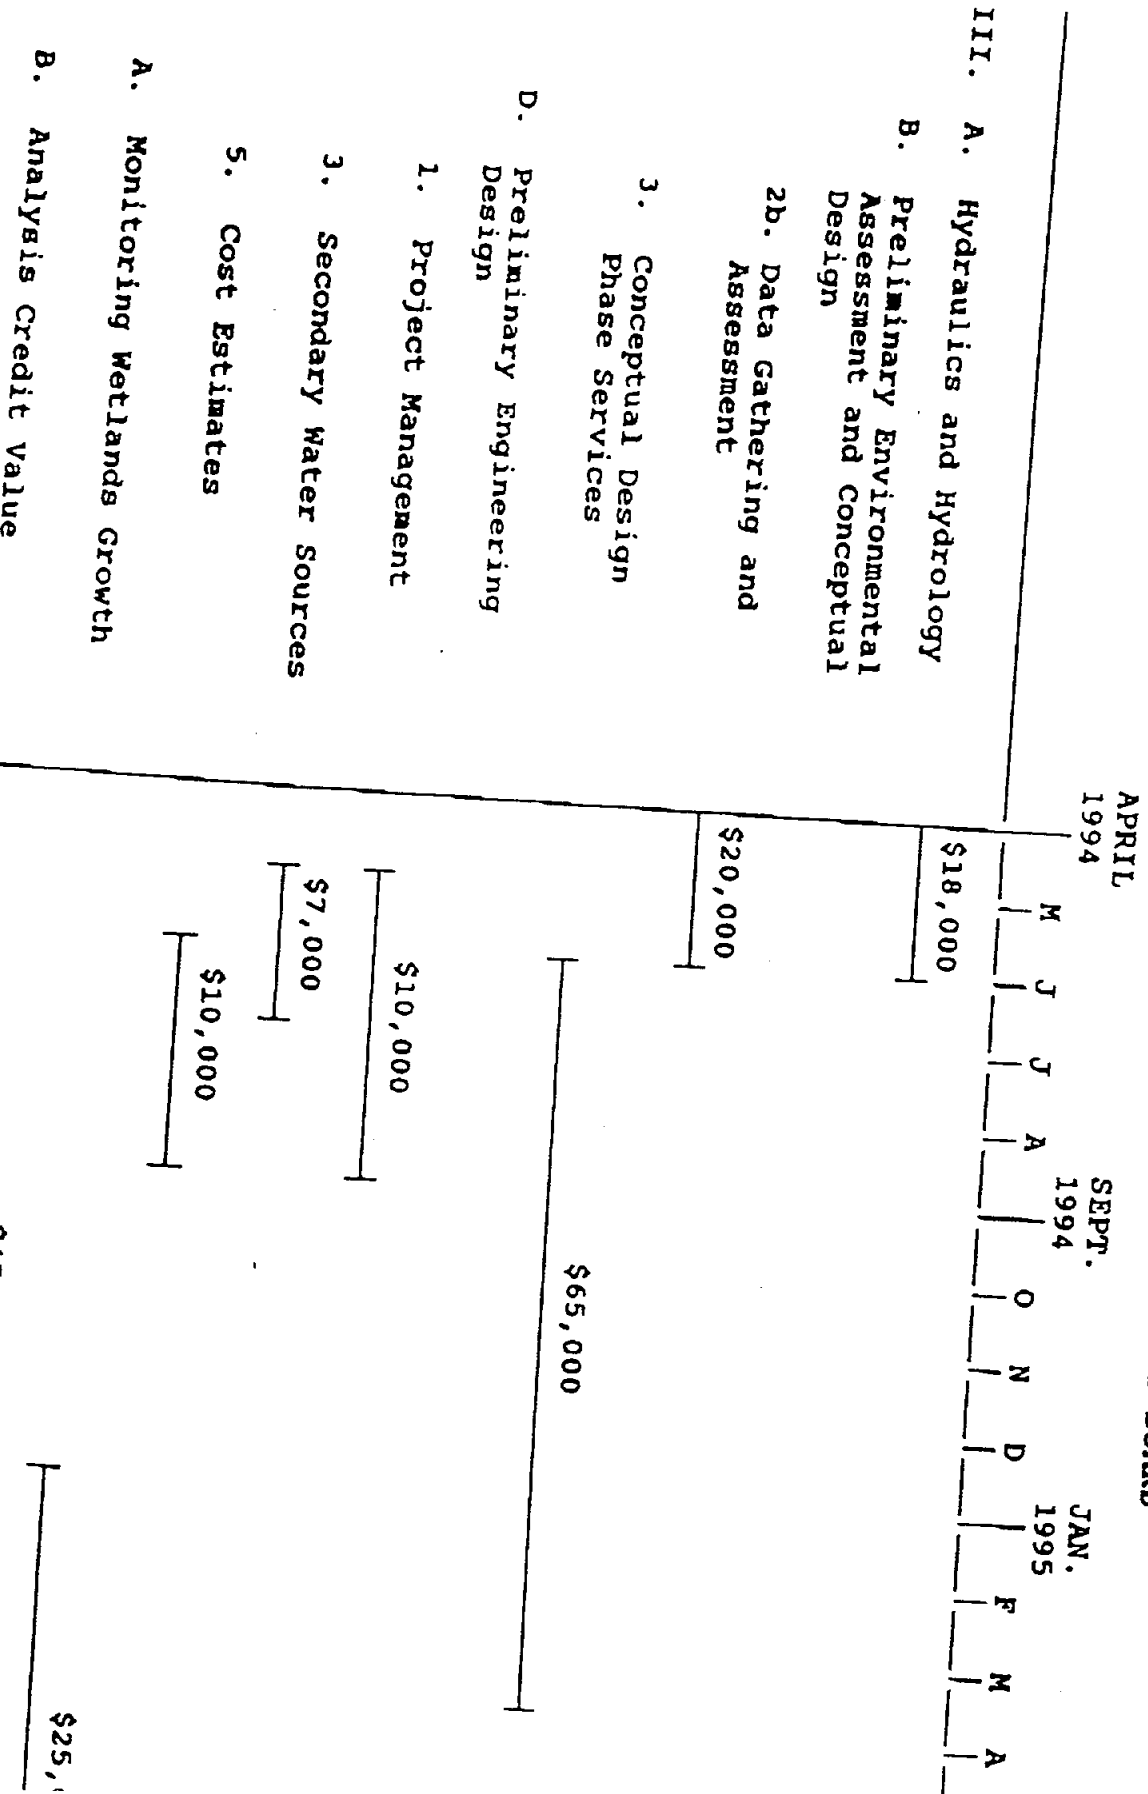 APRIL
1994
M
J
J
A
SEPT.
1994
O
N
D
JAN.
1995
F
M
A
III. A. Hydraulics and Hydrology
$18,000
B. Preliminary Environmental
Assessment and Conceptual
Design
2b. Data Gathering and
Assessment
$20,000
3. Conceptual Design
Phase Services
$65,000
D. Preliminary Engineering
Design
1. Project Management
$10,000
3. Secondary Water Sources
$7,000
5. Cost Estimates
$10,000
A. Monitoring Wetlands Growth
$25,
B. Analysis Credit Value